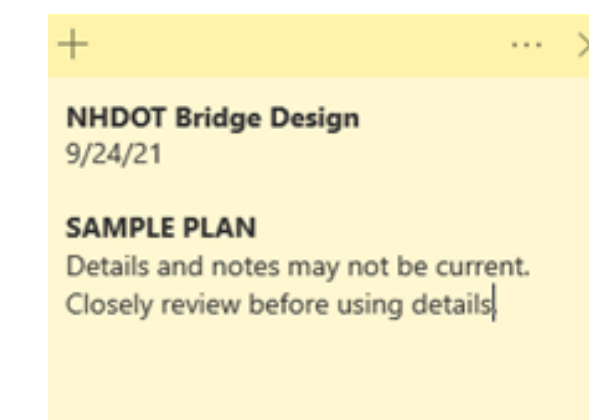 NHDOT Bridge Design
9/24/21
SAMPLE PLAN
Details and notes may not be current.
Closely review before using details.